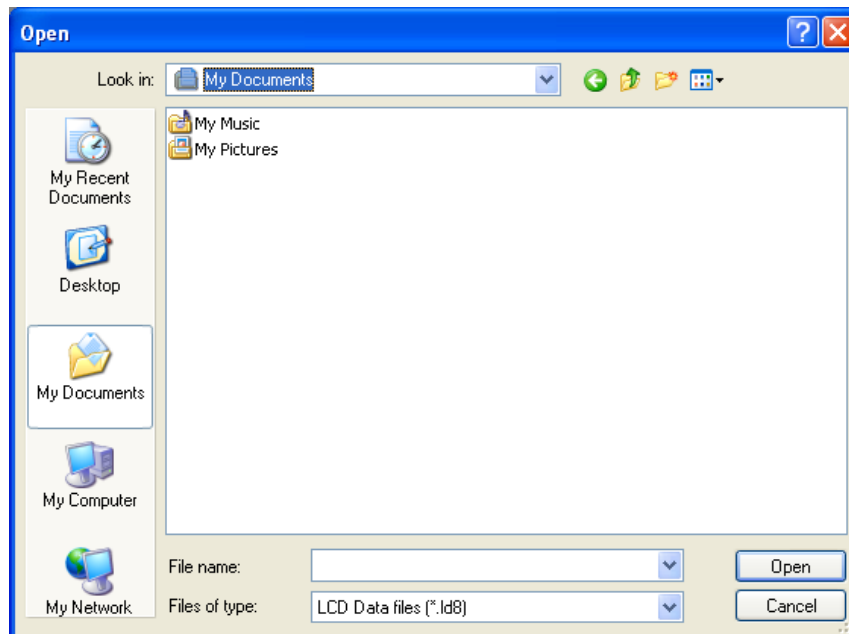 Open
Look in: My Documents
My Music
My Pictures
My Recent
Documents
Desktop
My Documents
My Computer
My Network
File name:
Open
Files of type: LCD Data files (*.ld8)
Cancel